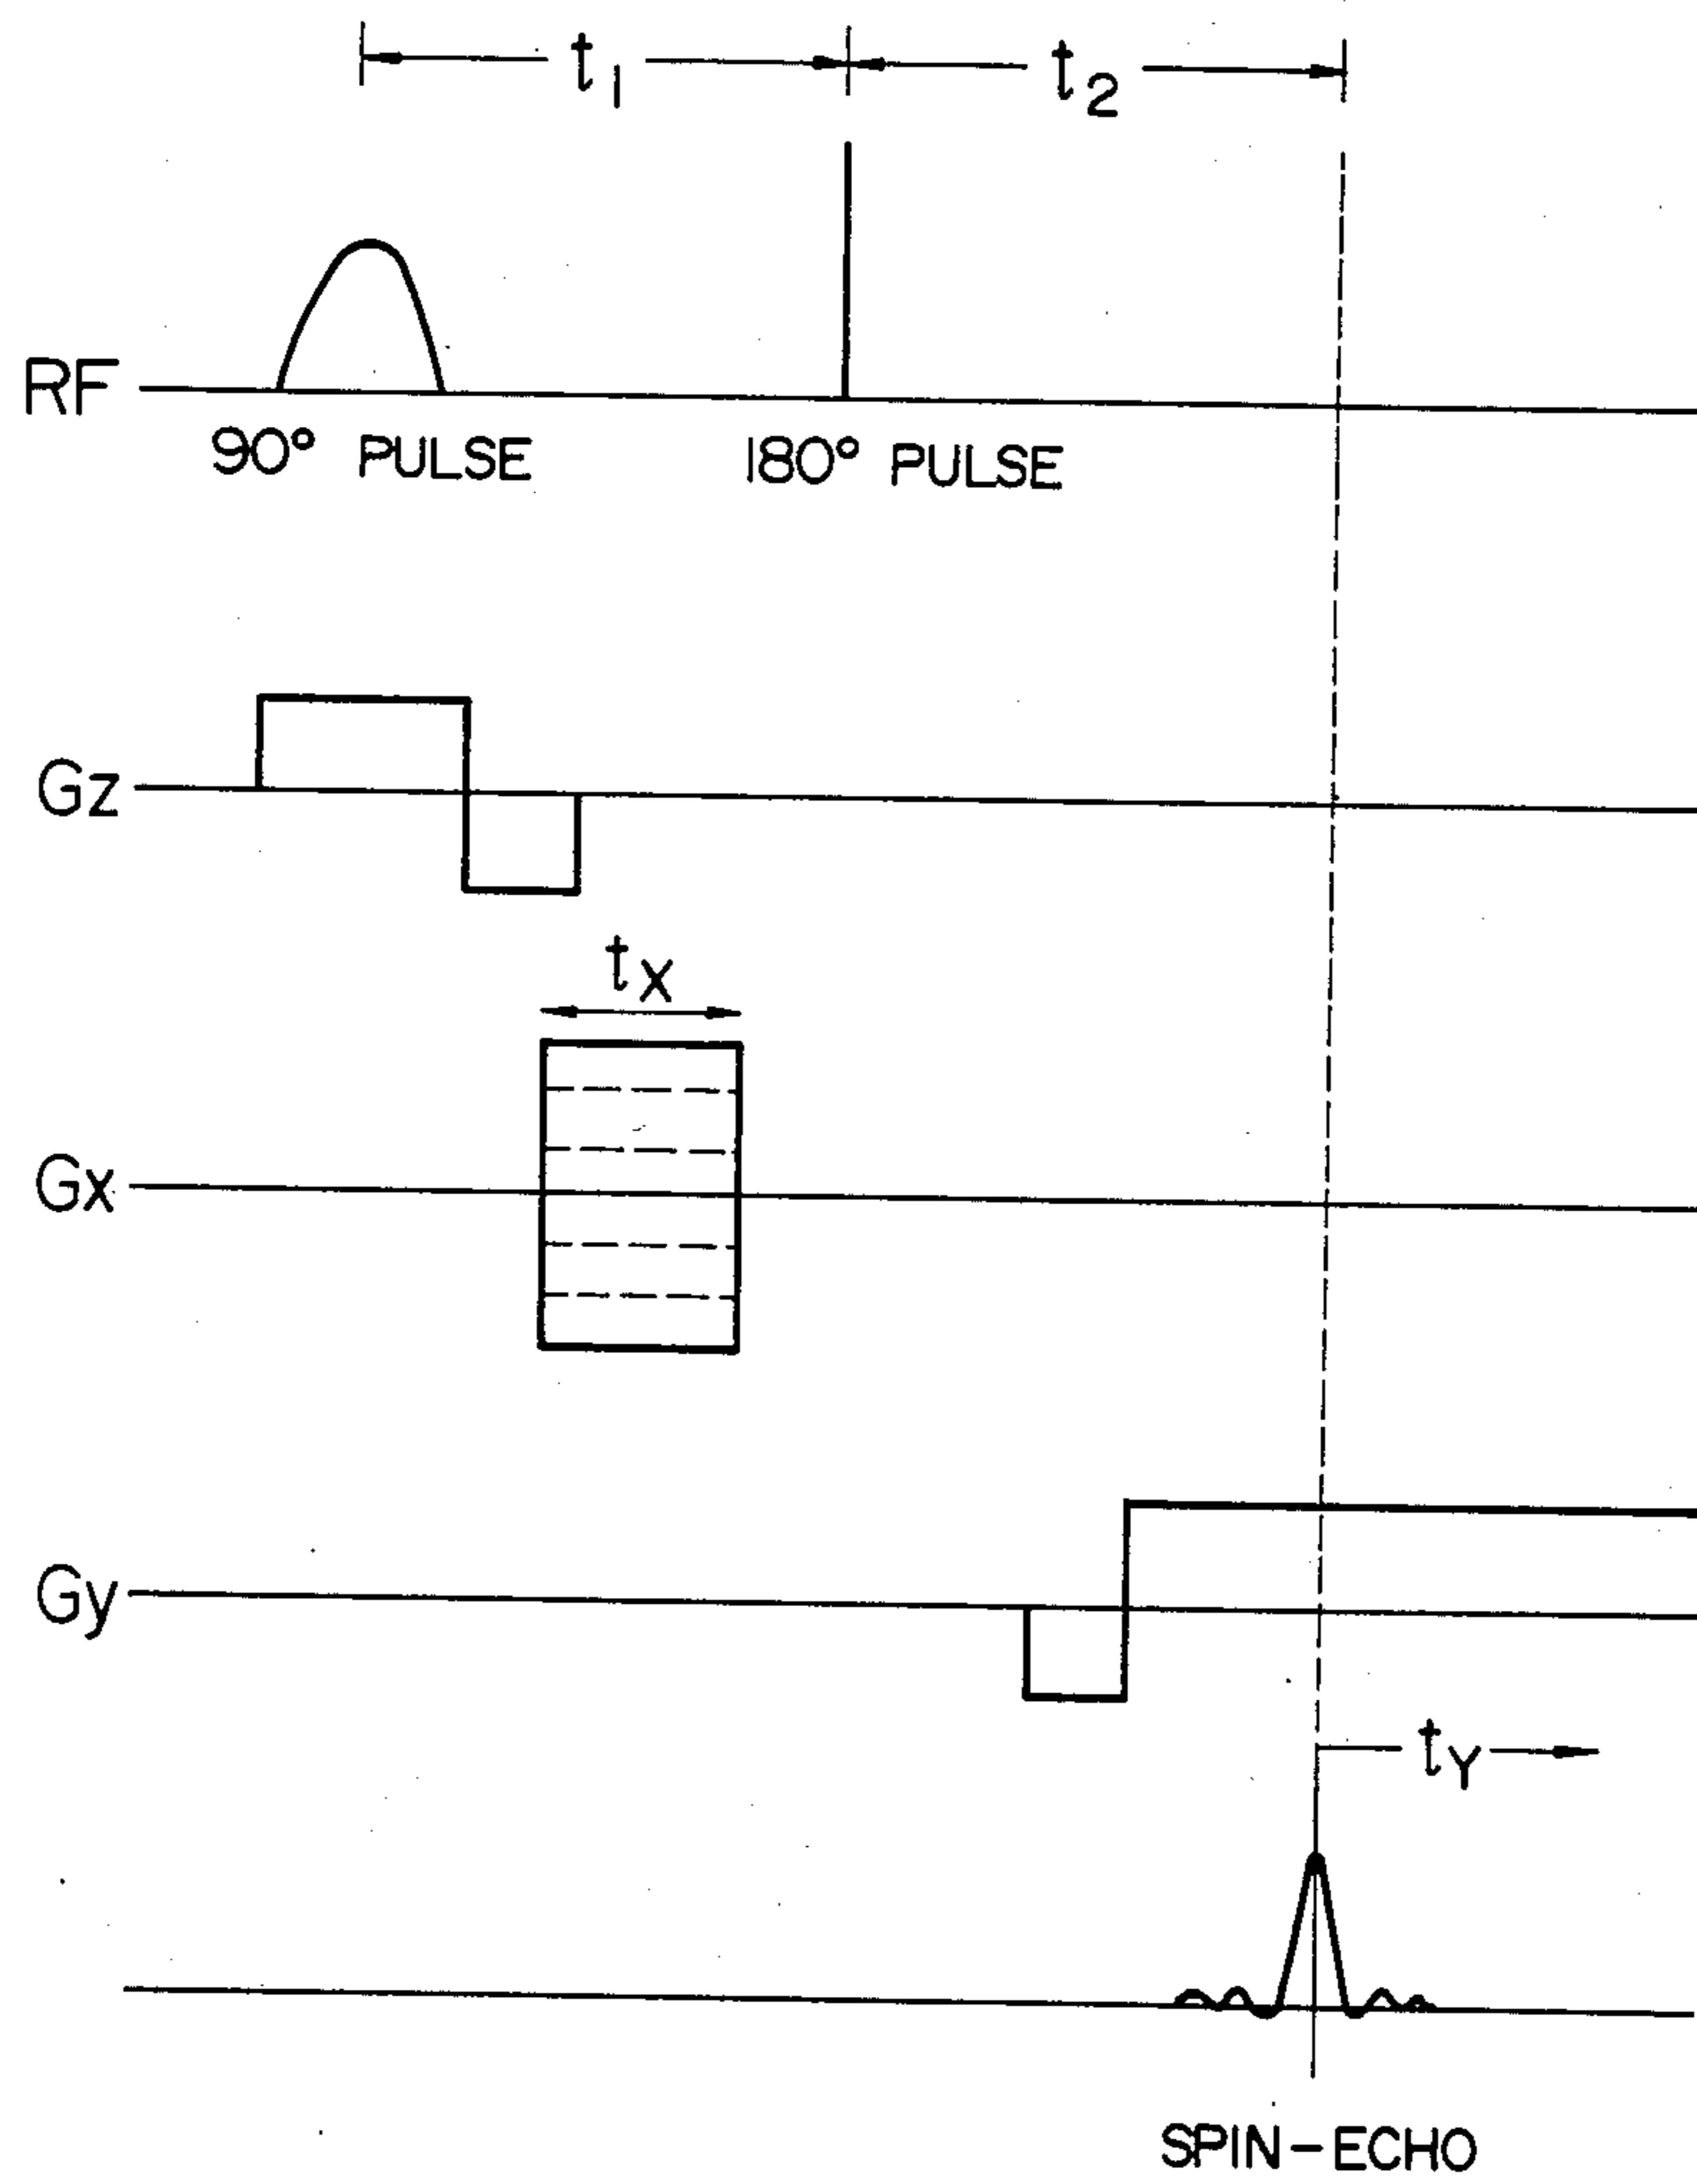 t₁ t₂
RF
90° PULSE 180° PULSE
Gz
tx
Gx
Gy
tY
SPIN-ECHO